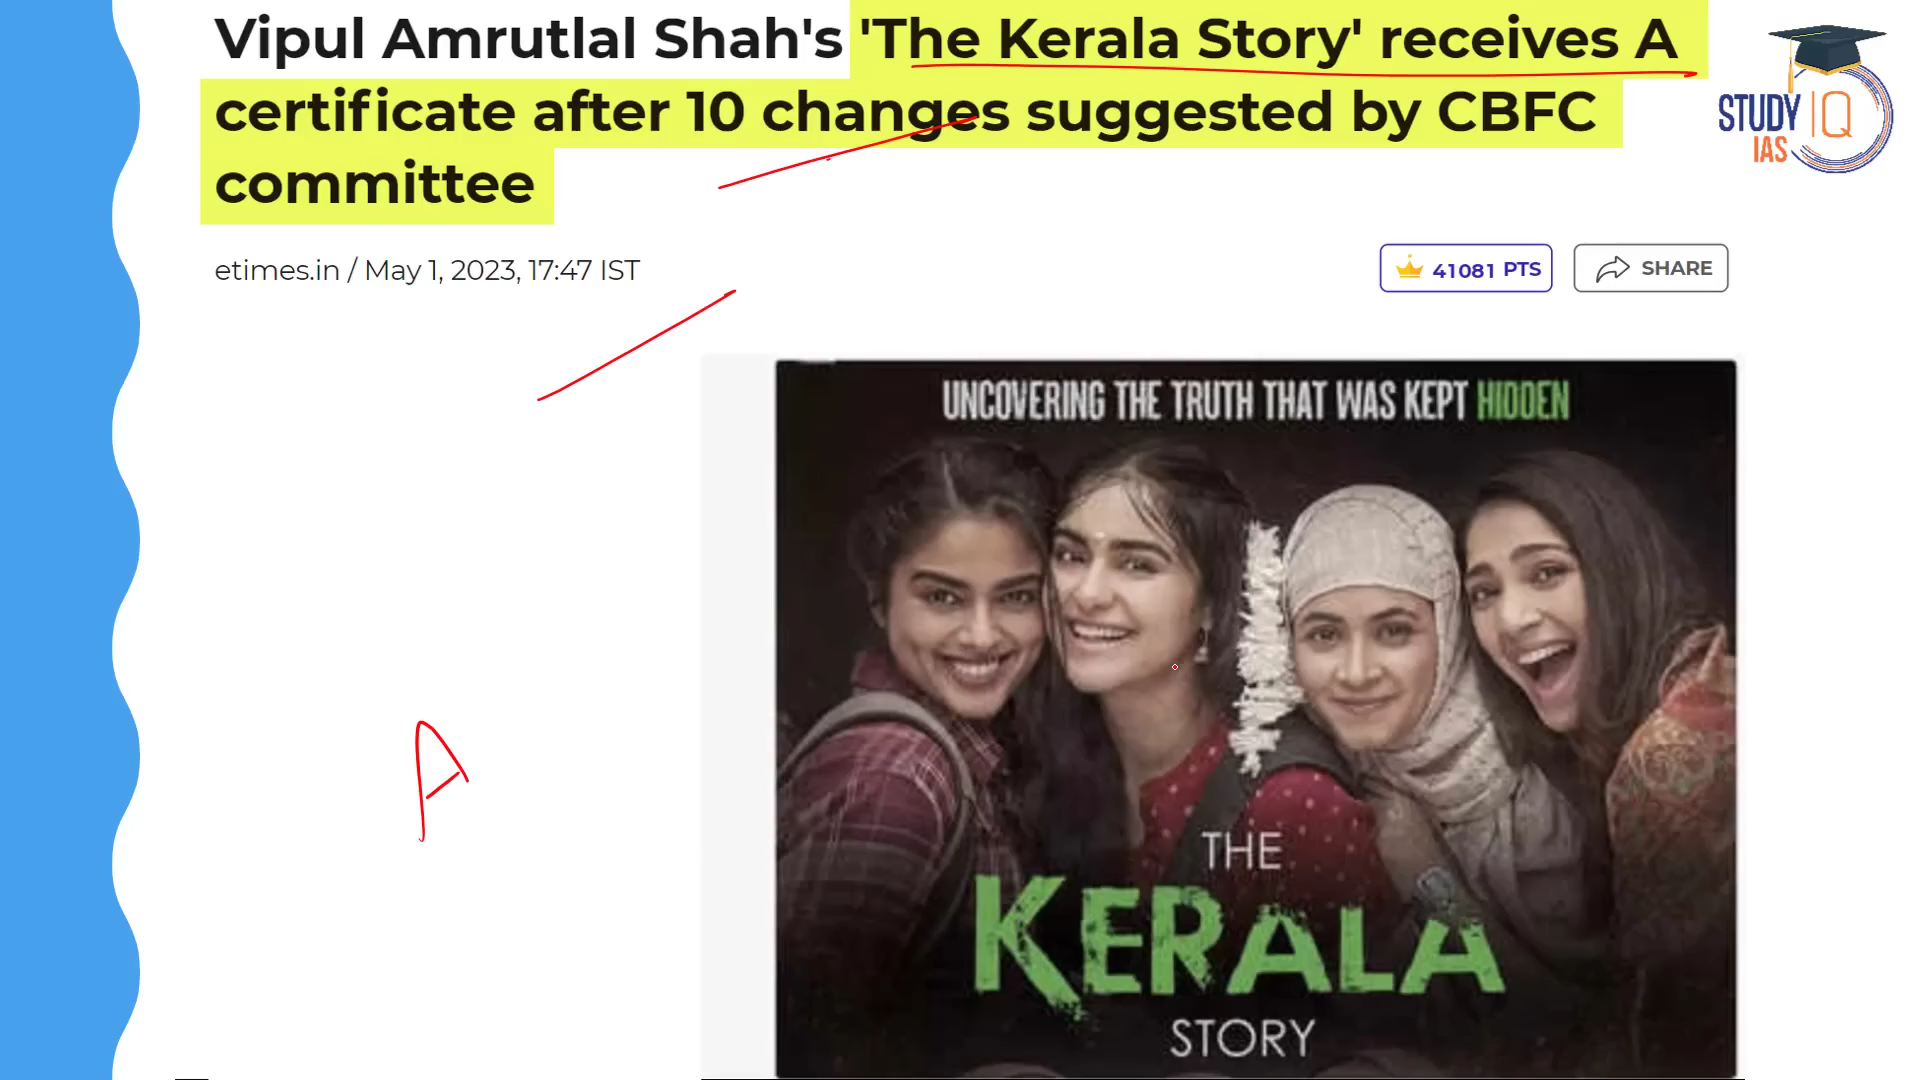 Vipul Amrutlal Shah's 'The Kerala Story' receives A
certificate after 10 changes suggested by CBFC
committee
STUDY IQ
IAS
etimes.in / May 1, 2023, 17:47 IST
41081 PTS
SHARE
UNCOVERING THE TRUTH THAT WAS KEPT HIDDEN
A
THE
KERALA
STORY